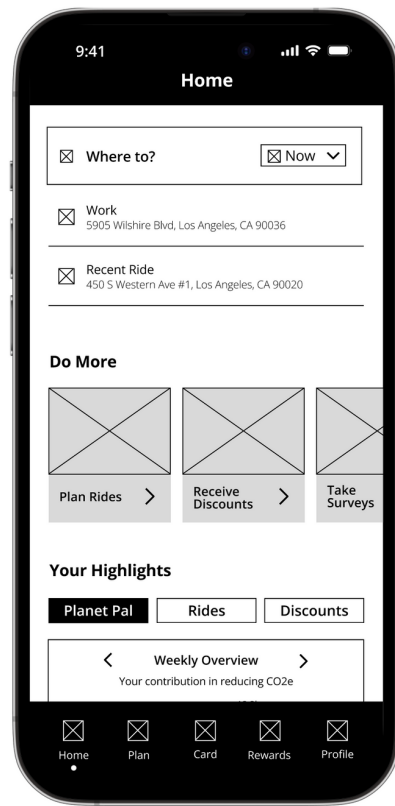 9:41
Home
Where to?
Now
Work
5905 Wilshire Blvd, Los Angeles, CA 90036
Recent Ride
450 S Western Ave #1, Los Angeles, CA 90020
Do More
Plan Rides
Receive
Discounts
Take
Surveys
Your Highlights
Planet Pal Rides Discounts
Weekly Overview
Your contribution in reducing CO2e
Home Plan Card Rewards Profile